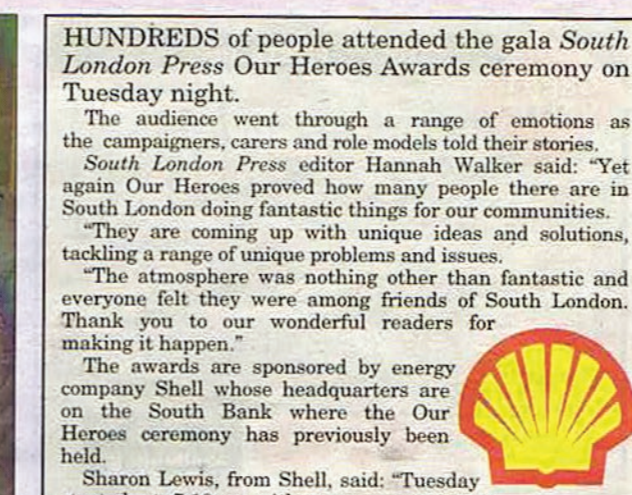 HUNDREDS of people attended the gala South
London Press Our Heroes Awards ceremony on
Tuesday night.
The audience went through a range of emotions as
the campaigners, carers and role models told their stories.
South London Press editor Hannah Walker said: “Yet
again Our Heroes proved how many people there are in
South London doing fantastic things for our communities.
“They are coming up with unique ideas and solutions,
tackling a range of unique problems and issues.
“The atmosphere was nothing other than fantastic and
everyone felt they were among friends of South London.
Thank you to our wonderful readers for
making it happen.”
The awards are sponsored by energy
company Shell whose headquarters are
on the South Bank where the Our
Heroes ceremony has previously been
held.
Sharon Lewis, from Shell, said: “Tuesday